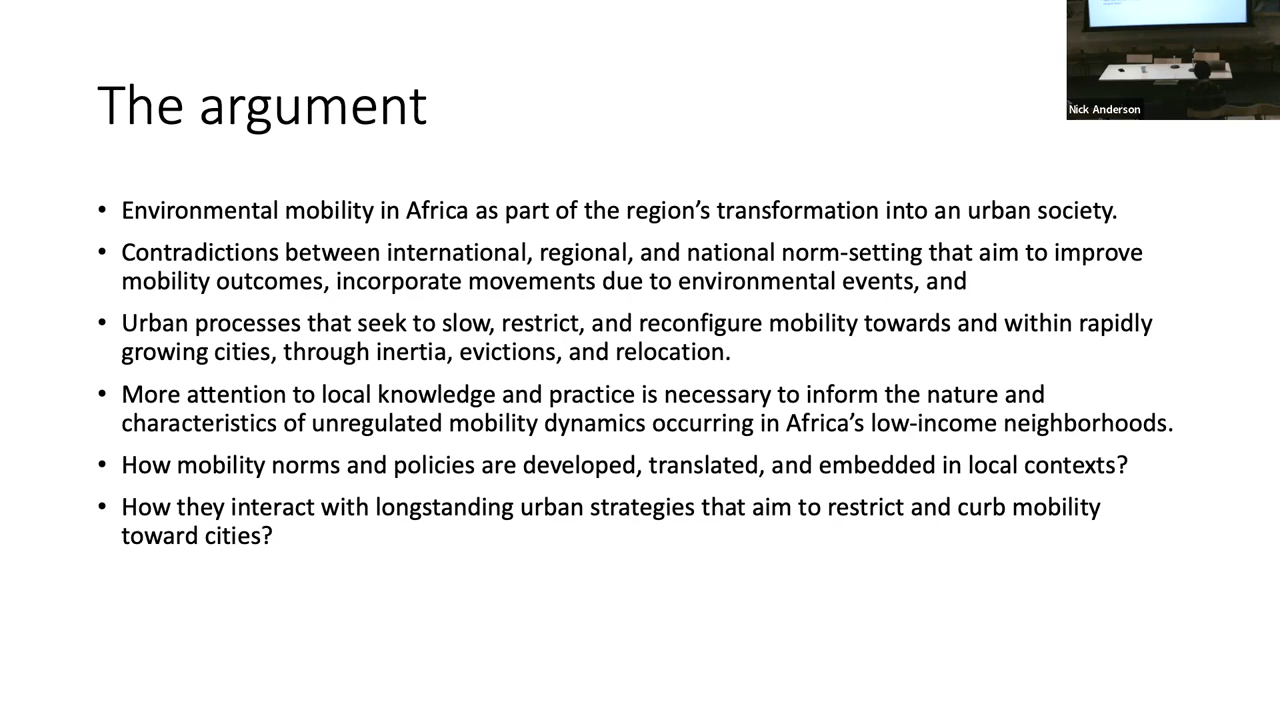 The argument
• Environmental mobility in Africa as part of the region’s transformation into an urban society.
• Contradictions between international, regional, and national norm-setting that aim to improve
mobility outcomes, incorporate movements due to environmental events, and
• Urban processes that seek to slow, restrict, and reconfigure mobility towards and within rapidly
growing cities, through inertia, evictions, and relocation.
• More attention to local knowledge and practice is necessary to inform the nature and
characteristics of unregulated mobility dynamics occurring in Africa’s low-income neighborhoods.
• How mobility norms and policies are developed, translated, and embedded in local contexts?
• How they interact with longstanding urban strategies that aim to restrict and curb mobility
toward cities?
Nick Anderson